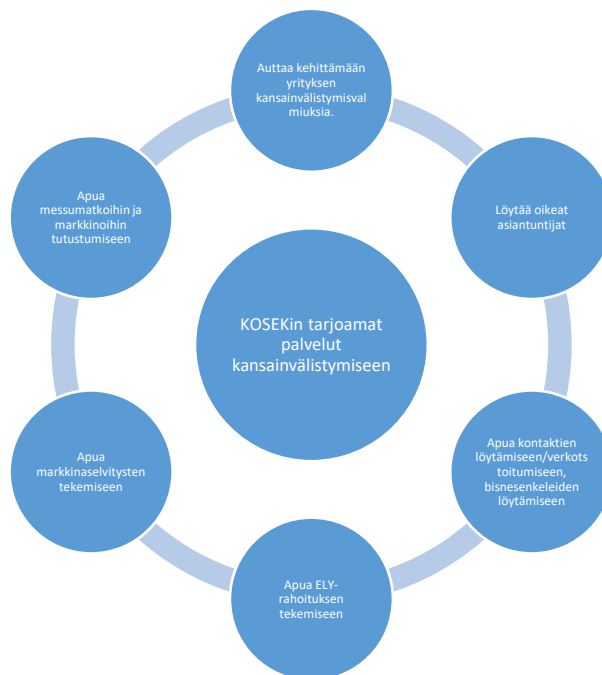 Auttaa kehittämään
yrityksen
kansainvälistymisval
miuksia.
Löytää oikeat
asiantuntijat
Apua kontaktien
löytämiseen/verkots
toitumiseen,
bisnesenkeleiden
löytämiseen
Apua ELY-
rahoituksen
tekemiseen
Apua
markkinaselvitysten
tekemiseen
Apua
messumatkoihin ja
markkinoihin
tutustumiseen
KOSEKin tarjoamat
palvelut
kansainvälistymiseen